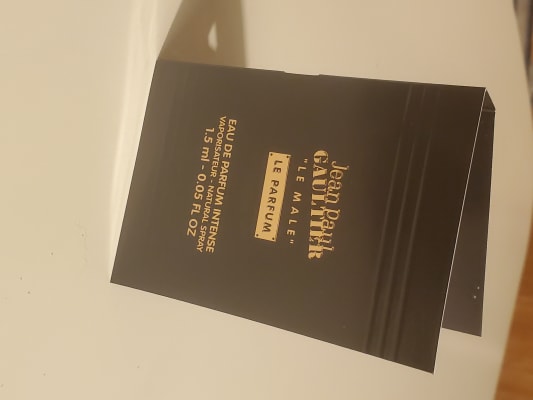 Jean Paul
GAULTIER
"LE MALE"
LE PARFUM
EAU DE PARFUM INTENSE
VAPORISATEUR - NATURAL SPRAY
1.5 ml - 0.05 FL OZ